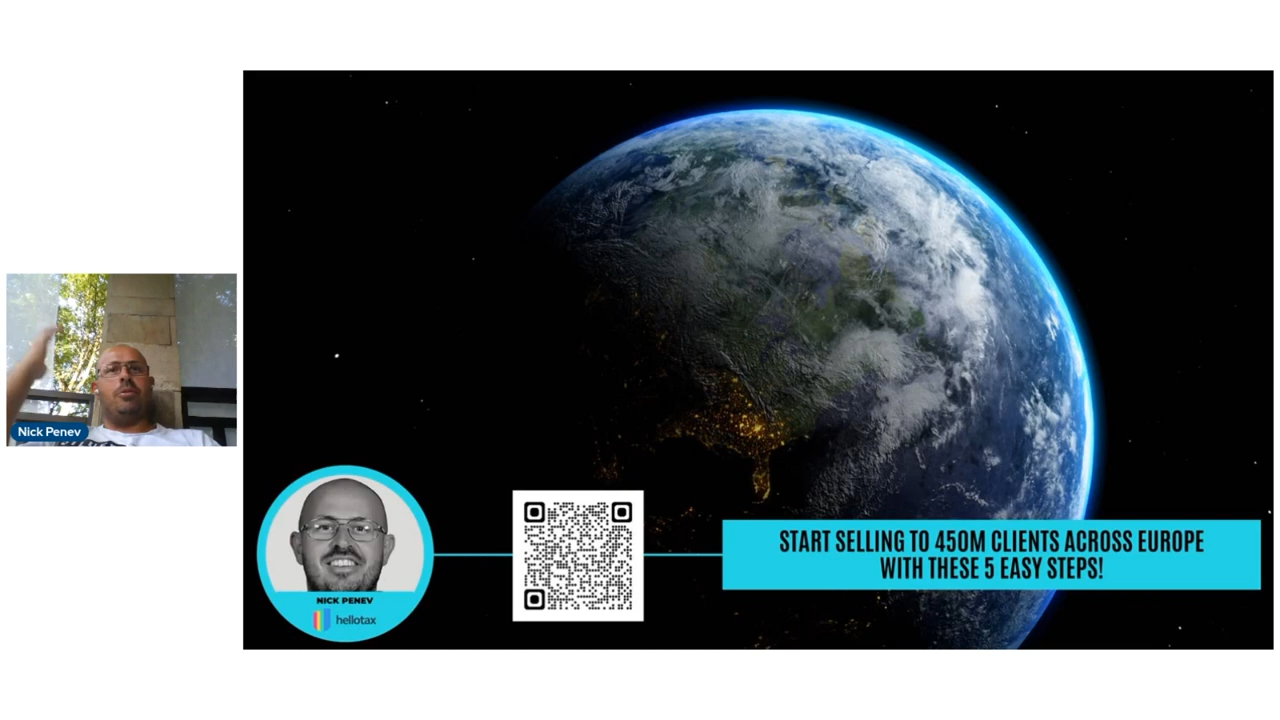 Nick Penev
NICK PENEV
hellotax
START SELLING TO 450M CLIENTS ACROSS EUROPE
WITH THESE 5 EASY STEPS!